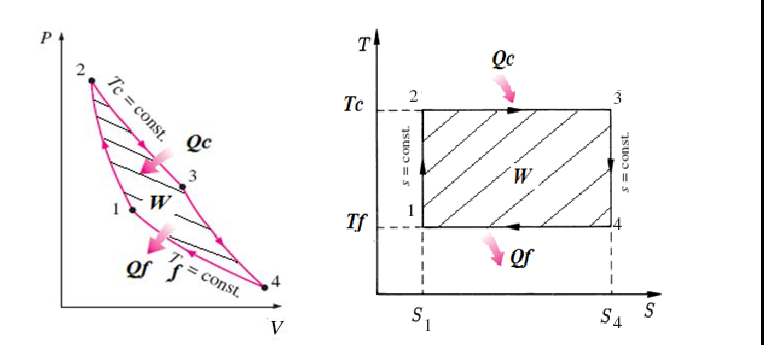 P
2
Tc = const.
Qc
3
1
W
Qf
Tf = const.
4
V
T
Qc
Tc
2
3
s = const.
s = const.
W
1
Tf
4
Qf
S1
S4
S